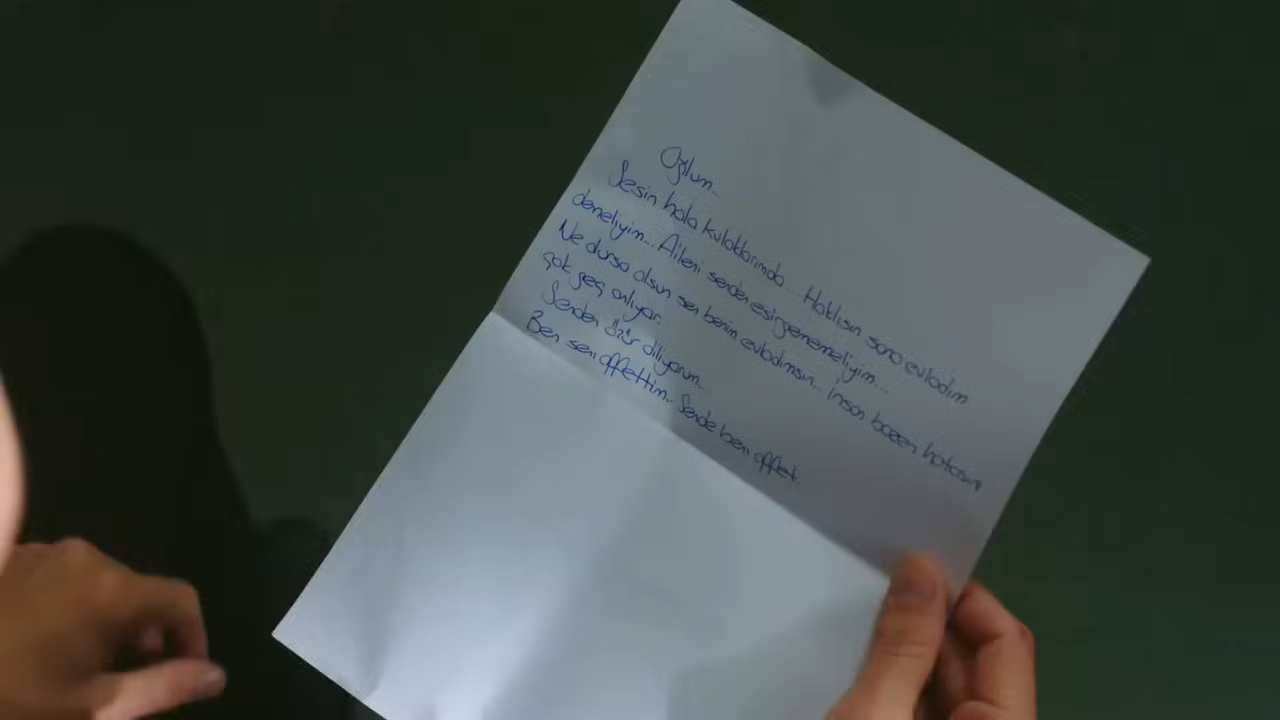 Oğlum..
Sesin hala kulaklarımda... Haklısın sana evladım
demeliyim... Aileni senden esirgememeliyim...
Ne dursa olsun sen benim evladımsın... İnsan bazen hatasını
çok geç anlıyor.
Senden özür diliyorum..
Ben seni affettim.. Sende beni affet.